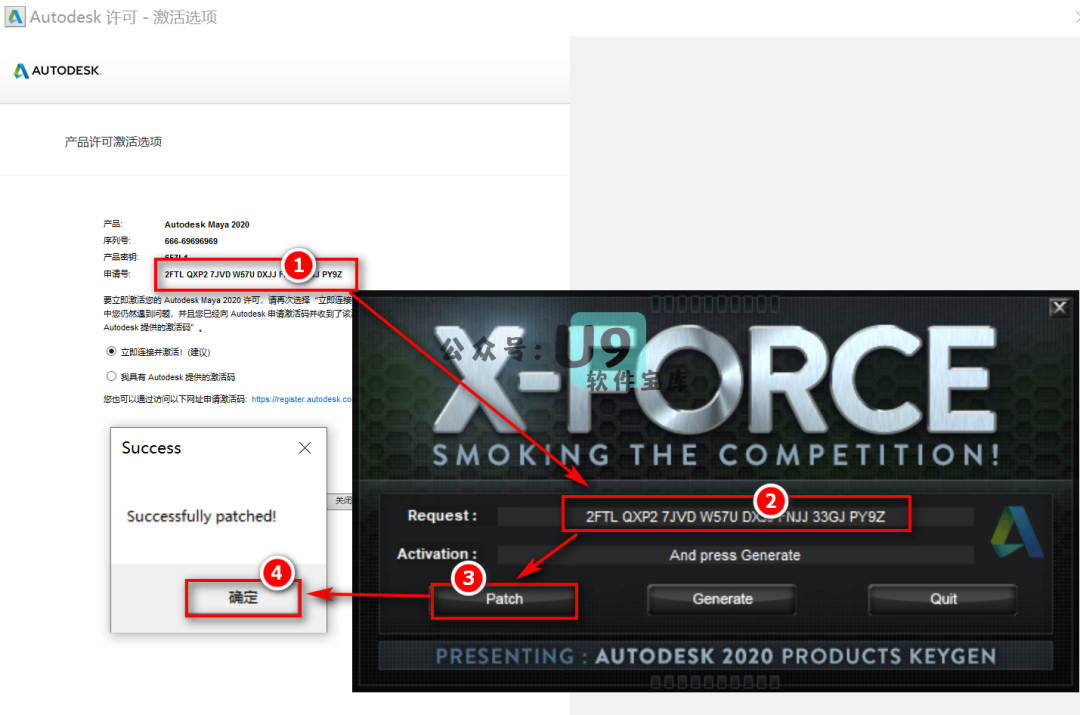 Autodesk 许可 - 激活选项
AUTODESK.
产品许可激活选项
产品: Autodesk Maya 2020
序列号: 666-69696969
产品密钥: 657L1
申请号: 2FTL QXP2 7JVD W57U DXJJ PY9Z
要立即激活您的 Autodesk Maya 2020 许可，请再次选择“立即连接
中您仍然遇到问题，并且您已经向 Autodesk 申请激活码并收到了该
Autodesk 提供的激活码”。
立即连接并激活! (建议)
我具有 Autodesk 提供的激活码
您也可以通过访问以下网址申请激活码: https://register.autodesk.co
Success
Successfully patched!
确定
关闭
1
2
3
4
X-FORCE
公众号: U9
软件宝库
SMOKING THE COMPETITION!
Request : 2FTL QXP2 7JVD W57U FNJJ 33GJ PY9Z
Activation : And press Generate
Patch Generate Quit
PRESENTING : AUTODESK 2020 PRODUCTS KEYGEN